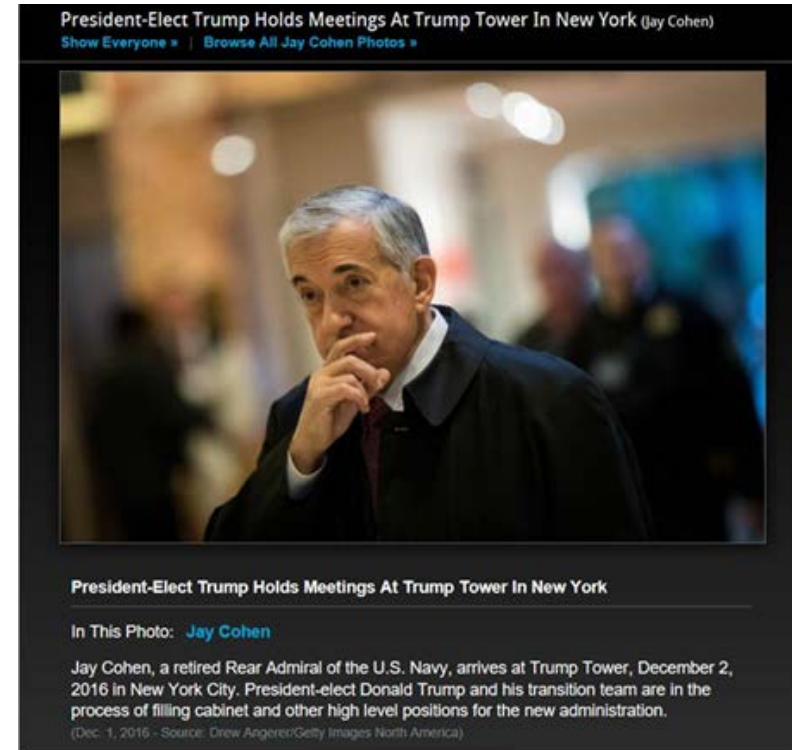 President-Elect Trump Holds Meetings At Trump Tower In New York (Jay Cohen)
Show Everyone » | Browse All Jay Cohen Photos »
President-Elect Trump Holds Meetings At Trump Tower In New York
In This Photo: Jay Cohen
Jay Cohen, a retired Rear Admiral of the U.S. Navy, arrives at Trump Tower, December 2,
2016 in New York City. President-elect Donald Trump and his transition team are in the
process of filling cabinet and other high level positions for the new administration.
(Dec. 1, 2016 - Source: Drew Angerer/Getty Images North America)